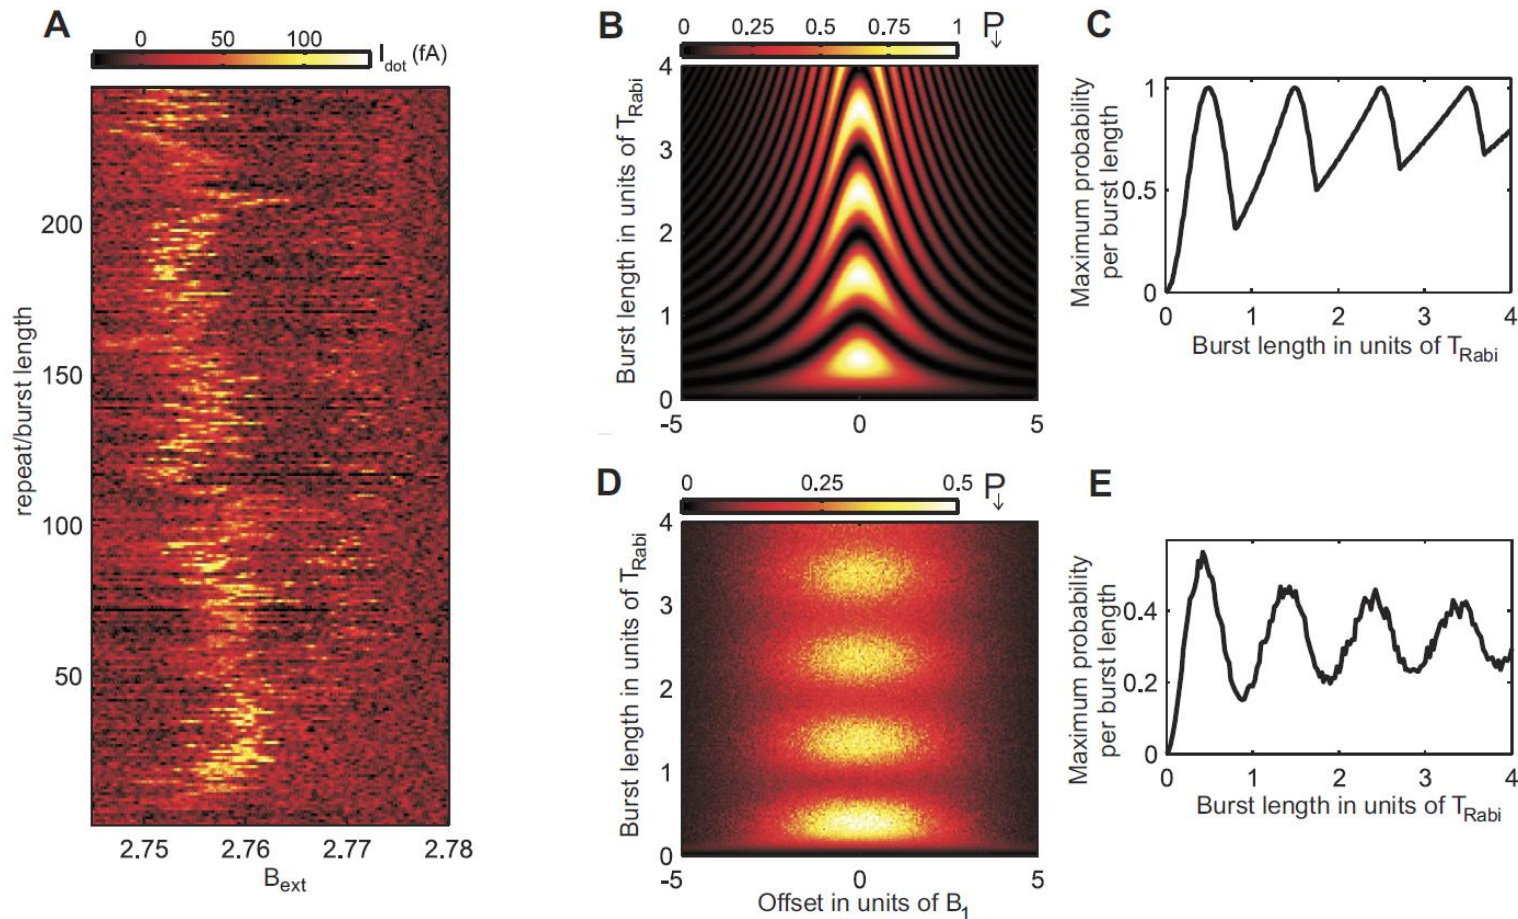 A
0 50 100
I_dot (fA)
200
150
100
50
repeat/burst length
2.75 2.76 2.77 2.78
B_ext
B
0 0.25 0.5 0.75 1 P↓
4
3
2
1
0
Burst length in units of T_Rabi
-5 0 5
C
1
0.5
0
Maximum probability
per burst length
0 1 2 3 4
Burst length in units of T_Rabi
D
0 0.25 0.5 P↓
4
3
2
1
0
Burst length in units of T_Rabi
-5 0 5
Offset in units of B_1
E
0.4
0.2
0
Maximum probability
per burst length
0 1 2 3 4
Burst length in units of T_Rabi